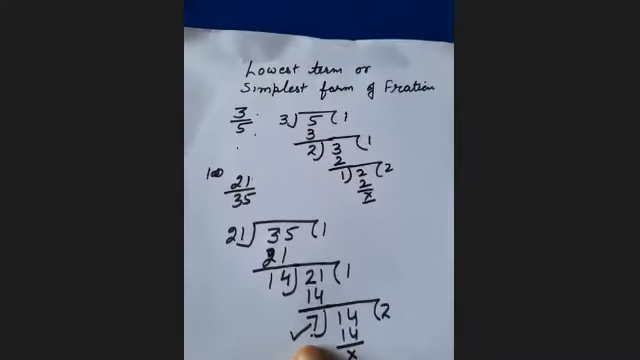 Lowest term or
Simplest form of Fration
3/5
3) 5 (1
3
2) 3 (1
2
1) 2 (2
2
x
21/35
21) 35 (1
21
14) 21 (1
14
7) 14 (2
14
x